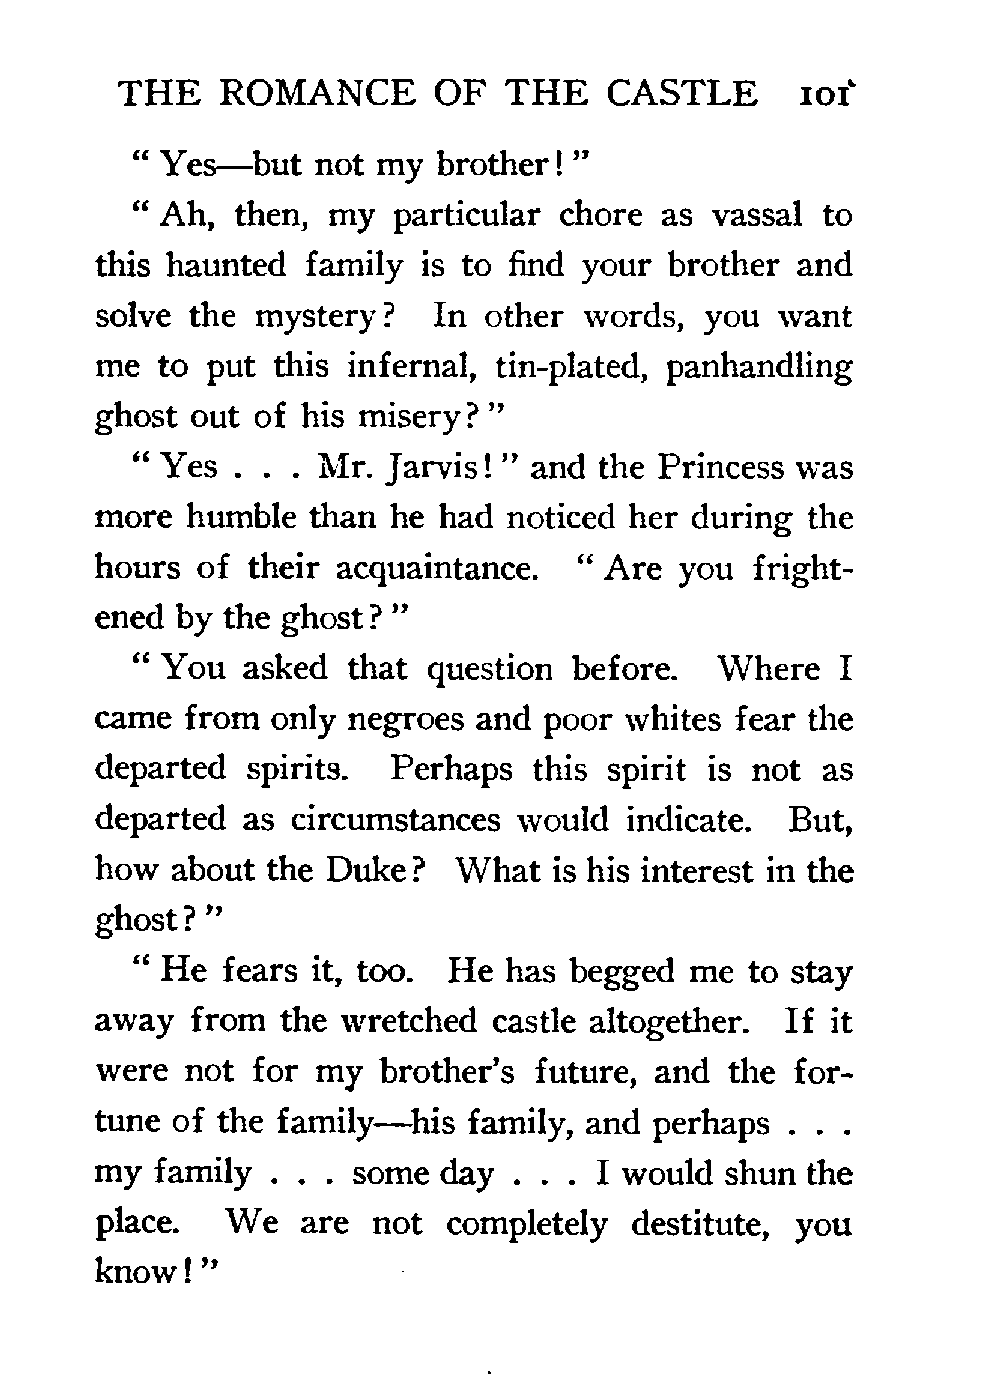 THE ROMANCE OF THE CASTLE 101
“ Yes—but not my brother! ”
“ Ah, then, my particular chore as vassal to
this haunted family is to find your brother and
solve the mystery? In other words, you want
me to put this infernal, tin-plated, panhandling
ghost out of his misery? ”
“ Yes . . . Mr. Jarvis! ” and the Princess was
more humble than he had noticed her during the
hours of their acquaintance. “ Are you fright-
ened by the ghost? ”
“ You asked that question before. Where I
came from only negroes and poor whites fear the
departed spirits. Perhaps this spirit is not as
departed as circumstances would indicate. But,
how about the Duke? What is his interest in the
ghost? ”
“ He fears it, too. He has begged me to stay
away from the wretched castle altogether. If it
were not for my brother’s future, and the for-
tune of the family—his family, and perhaps . . .
my family . . . some day . . . I would shun the
place. We are not completely destitute, you
know! ”